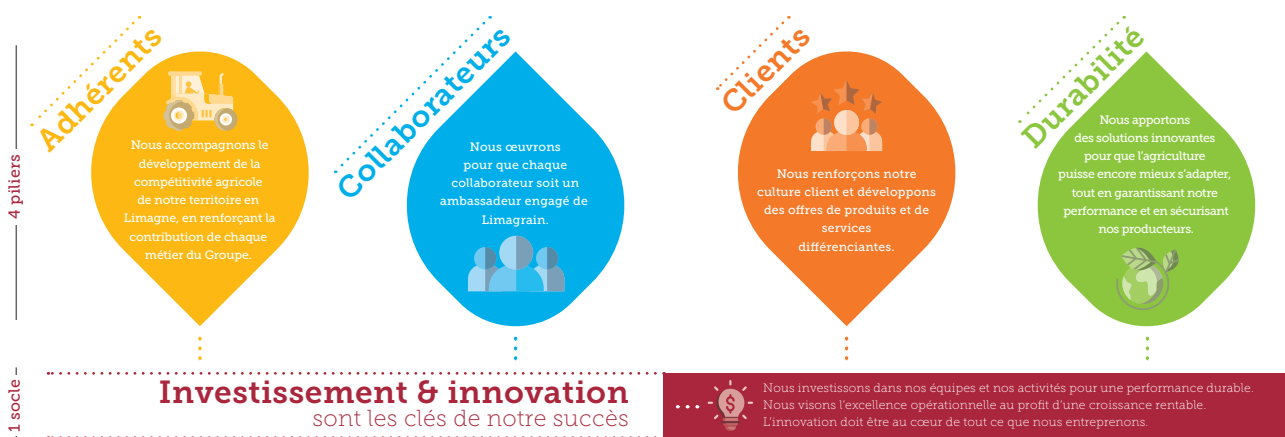 4 piliers
Adhérents
Nous accompagnons le
développement de la
compétitivité agricole
de notre territoire en
Limagne, en renforçant la
contribution de chaque
métier du Groupe.
Collaborateurs
Nous œuvrons
pour que chaque
collaborateur soit un
ambassadeur engagé de
Limagrain.
Clients
Nous renforçons notre
culture client et développons
des offres de produits et de
services
différenciantes.
Durabilité
Nous apportons
des solutions innovantes
pour que l’agriculture
puisse encore mieux s’adapter,
tout en garantissant notre
performance et en sécurisant
nos producteurs.
1 socle
Investissement & innovation
sont les clés de notre succès
$
Nous investissons dans nos équipes et nos activités pour une performance durable.
Nous visons l’excellence opérationnelle au profit d’une croissance rentable.
L’innovation doit être au cœur de tout ce que nous entreprenons.